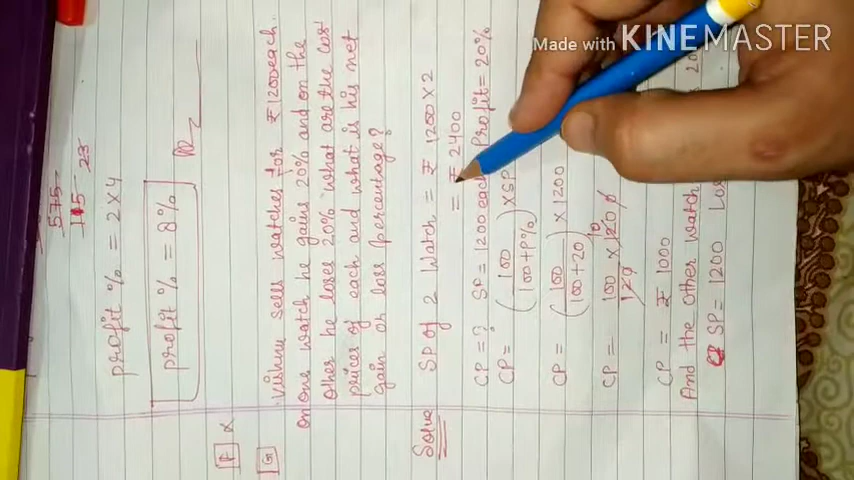 575
115 23
profit % = 2 × 4
profit % = 8%
Vishnu sells watches for ₹ 1200 each.
on one watch he gains 20% and on the
other he loses 20% what are the cost
prices of each and what is his net
gain or loss percentage?
Solve SP of 2 Watch = ₹ 1200 × 2
= ₹ 2400
CP = ? SP = 1200 each Profit = 20%
CP = (100/100+P%) × SP
CP = (100/100+20) × 1200
CP = 100/120 × 1200 10
CP = ₹ 1000
And the other watch 20
SP = 1200 Los
Made with KINEMASTER